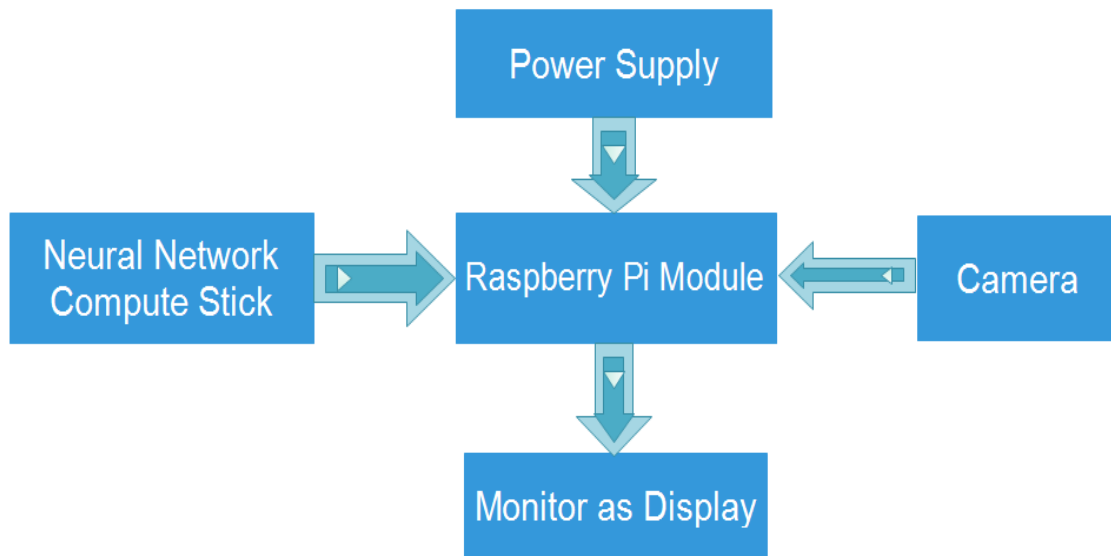 Power Supply
Neural Network
Compute Stick
Raspberry Pi Module
Camera
Monitor as Display